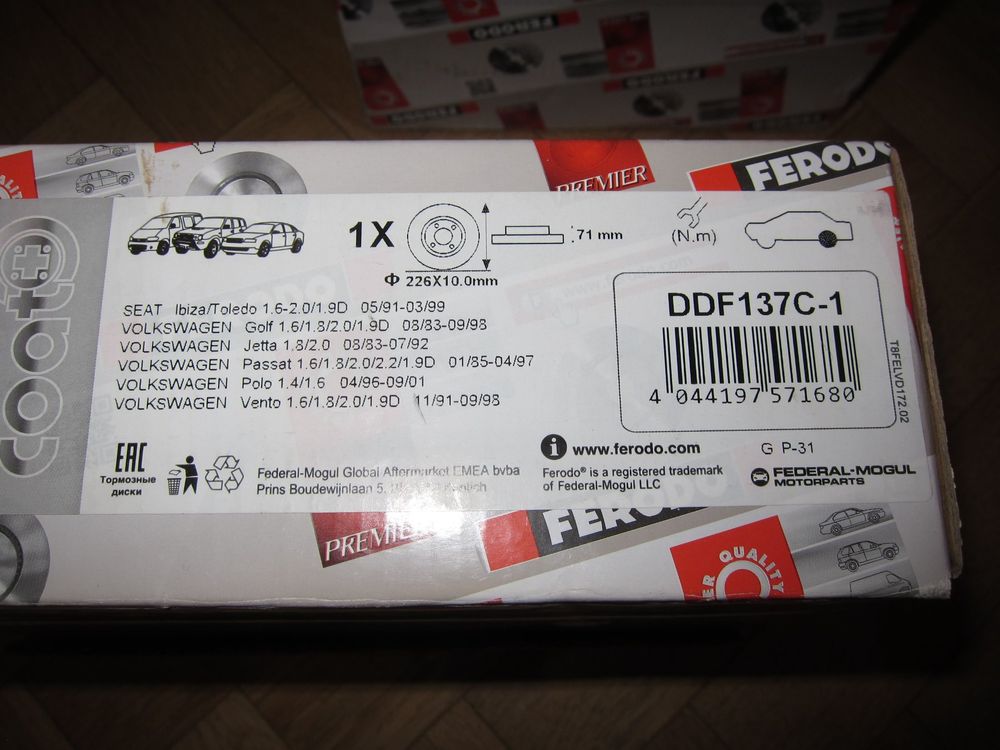 FERODO
FERODO
FERODO
FERODO
PREMIER
FERODO
coat
1X
71 mm
(N.m)
Φ 226X10.0mm
SEAT Ibiza/Toledo 1.6-2.0/1.9D 05/91-03/99
VOLKSWAGEN Golf 1.6/1.8/2.0/1.9D 08/83-09/98
VOLKSWAGEN Jetta 1.8/2.0 08/83-07/92
VOLKSWAGEN Passat 1.6/1.8/2.0/2.2/1.9D 01/85-04/97
VOLKSWAGEN Polo 1.4/1.6 04/96-09/01
VOLKSWAGEN Vento 1.6/1.8/2.0/1.9D 11/91-09/98
DDF137C-1
4 044197 571680
T8FELVD172.02
EAC
Тормозные
диски
Federal-Mogul Global Aftermarket EMEA bvba
Prins Boudewijnlaan 5,
i www.ferodo.com
G P-31
Ferodo® is a registered trademark
of Federal-Mogul LLC
FEDERAL-MOGUL
MOTORPARTS
PREMIER
FERODO
QUALITY